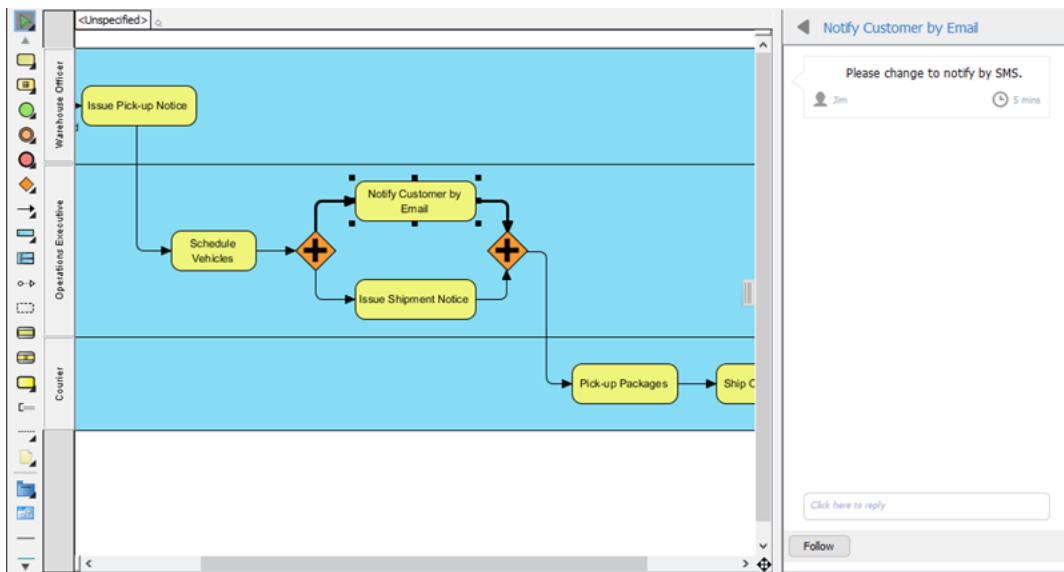 <Unspecified>
Notify Customer by Email
Please change to notify by SMS.
Jim
5 mins
Warehouse Officer
Issue Pick-up Notice
Operations Executive
Notify Customer by
Email
Schedule
Vehicles
Issue Shipment Notice
Courier
Pick-up Packages
Ship
Click here to reply
Follow